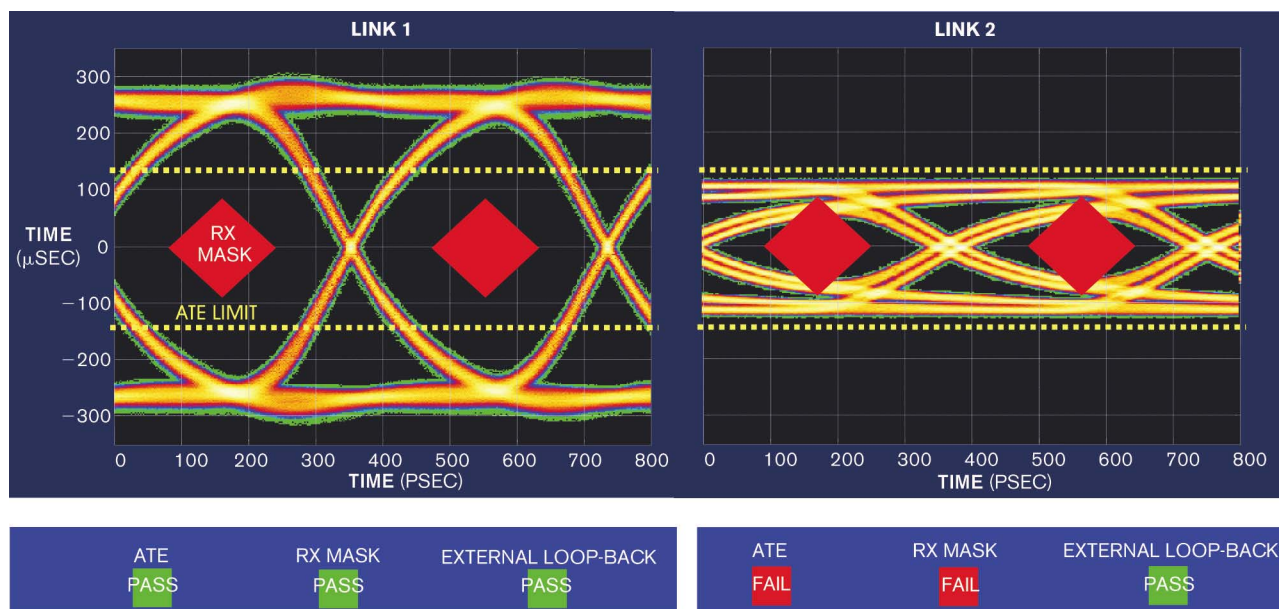 LINK 1
300
200
100
0
−100
−200
−300
TIME
(μSEC)
RX
MASK
ATE LIMIT
0 100 200 300 400 500 600 700 800
TIME (PSEC)
LINK 2
0 100 200 300 400 500 600 700 800
TIME (PSEC)
ATE RX MASK EXTERNAL LOOP-BACK
PASS PASS PASS
ATE RX MASK EXTERNAL LOOP-BACK
FAIL FAIL PASS